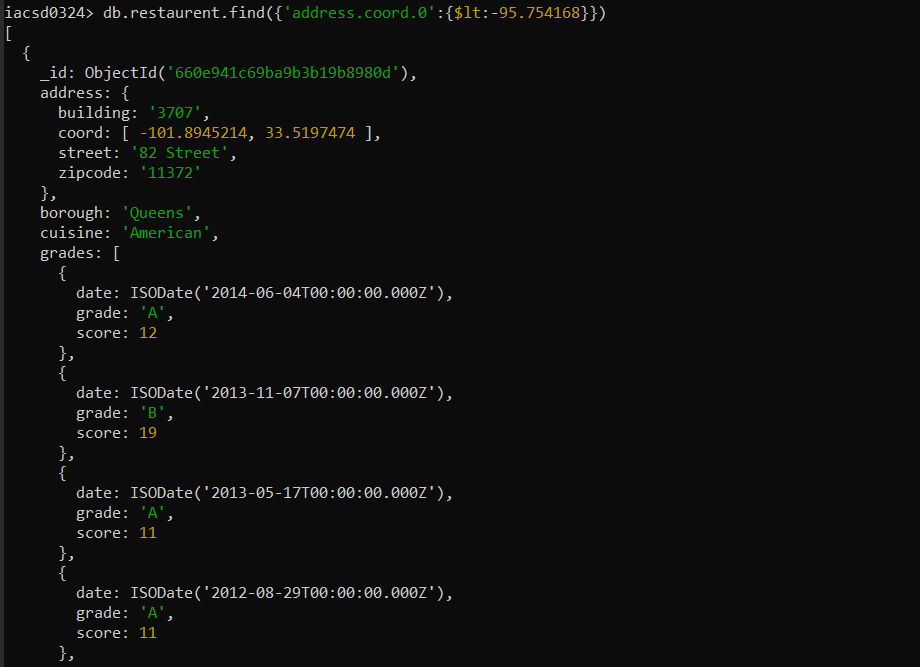 iacsd0324> db.restaurent.find({'address.coord.0':{$lt:-95.754168}})
[
  {
    _id: ObjectId('660e941c69ba9b3b19b8980d'),
    address: {
      building: '3707',
      coord: [ -101.8945214, 33.5197474 ],
      street: '82 Street',
      zipcode: '11372'
    },
    borough: 'Queens',
    cuisine: 'American',
    grades: [
      {
        date: ISODate('2014-06-04T00:00:00.000Z'),
        grade: 'A',
        score: 12
      },
      {
        date: ISODate('2013-11-07T00:00:00.000Z'),
        grade: 'B',
        score: 19
      },
      {
        date: ISODate('2013-05-17T00:00:00.000Z'),
        grade: 'A',
        score: 11
      },
      {
        date: ISODate('2012-08-29T00:00:00.000Z'),
        grade: 'A',
        score: 11
      },